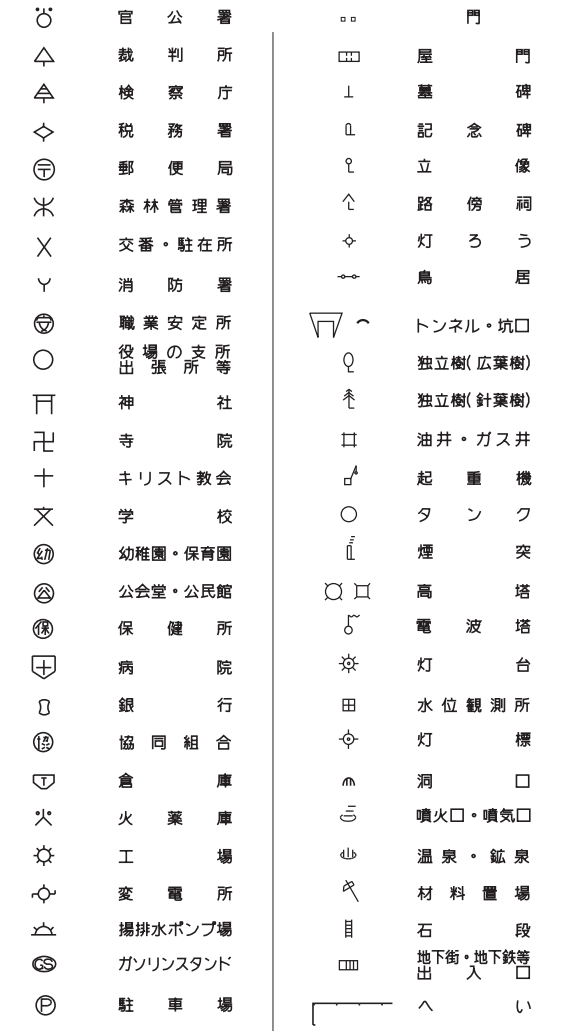 官公署
裁判所
検察庁
税務署
郵便局
森林管理署
交番・駐在所
消防署
職業安定所
役場の支所
出張所等
神社
寺院
キリスト教会
学校
幼 幼稚園・保育園
公 公会堂・公民館
保 保健所
病院
銀行
協 協同組合
T 倉庫
火 火薬庫
工場
変電所
揚排水ポンプ場
GS ガソリンスタンド
P 駐車場
門
屋門
墓碑
記念碑
立像
路傍祠
灯ろう
鳥居
トンネル・坑口
独立樹(広葉樹)
独立樹(針葉樹)
油井・ガス井
起重機
タンク
煙突
高塔
電波塔
灯台
水位観測所
灯標
洞口
噴火口・噴気口
温泉・鉱泉
材料置場
石段
地下街・地下鉄等
出入口
へい